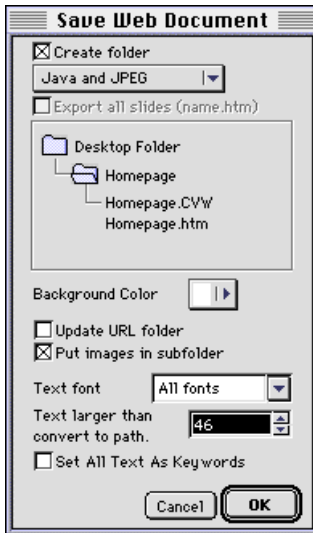 Save Web Document
Create folder
Java and JPEG
Export all slides (name.htm)
Desktop Folder
Homepage
Homepage.CVW
Homepage.htm
Background Color
Update URL folder
Put images in subfolder
Text font All fonts
Text larger than
convert to path. 46
Set All Text As Keywords
Cancel OK